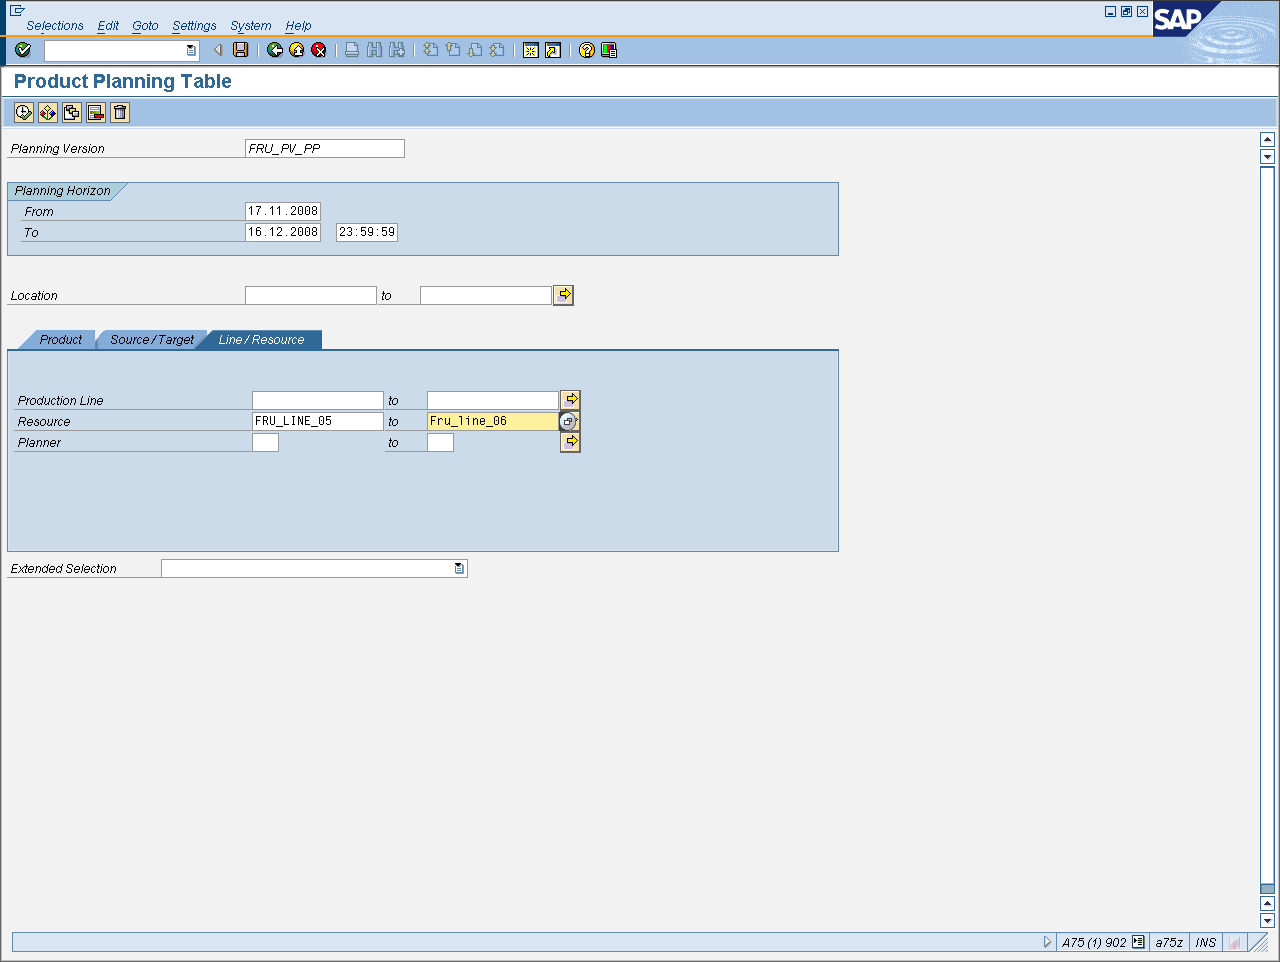 Selections Edit Goto Settings System Help
SAP
Product Planning Table
Planning Version FRU_PV_PP
Planning Horizon
From 17.11.2008
To 16.12.2008 23:59:59
Location to
Product Source / Target Line / Resource
Production Line to
Resource FRU_LINE_05 to Fru_line_06
Planner to
Extended Selection
A75 (1) 902 a75z INS